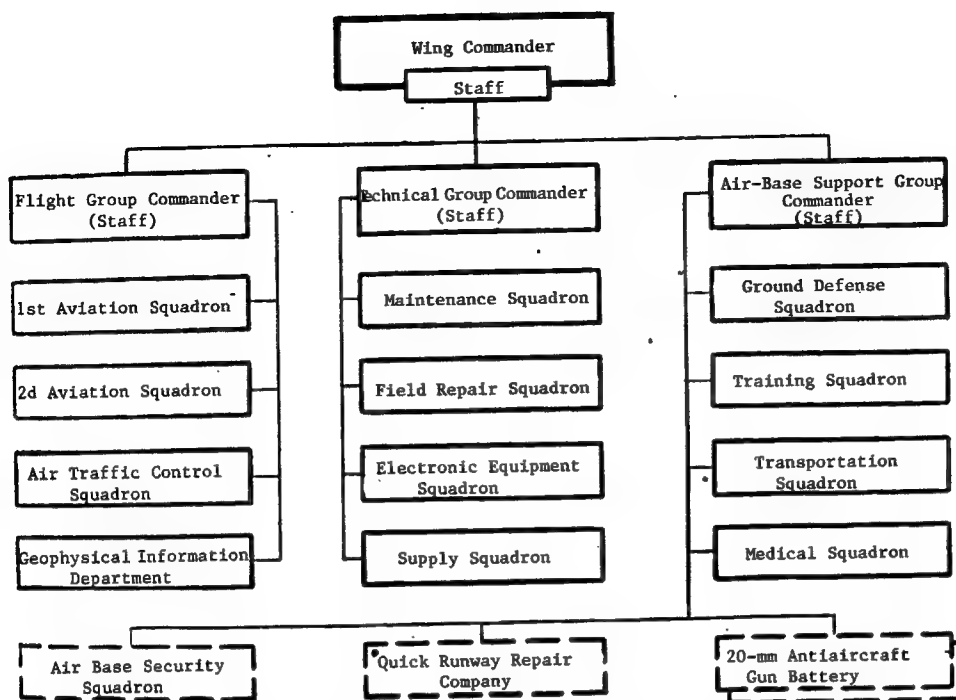 Wing Commander
Staff
Flight Group Commander
(Staff)
1st Aviation Squadron
2d Aviation Squadron
Air Traffic Control
Squadron
Geophysical Information
Department
echnical Group Commander
(Staff)
Maintenance Squadron
Field Repair Squadron
Electronic Equipment
Squadron
Supply Squadron
Air-Base Support Group
Commander
(Staff)
Ground Defense
Squadron
Training Squadron
Transportation
Squadron
Medical Squadron
Air Base Security
Squadron
Quick Runway Repair
Company
20-mm Antiaircraft
Gun Battery